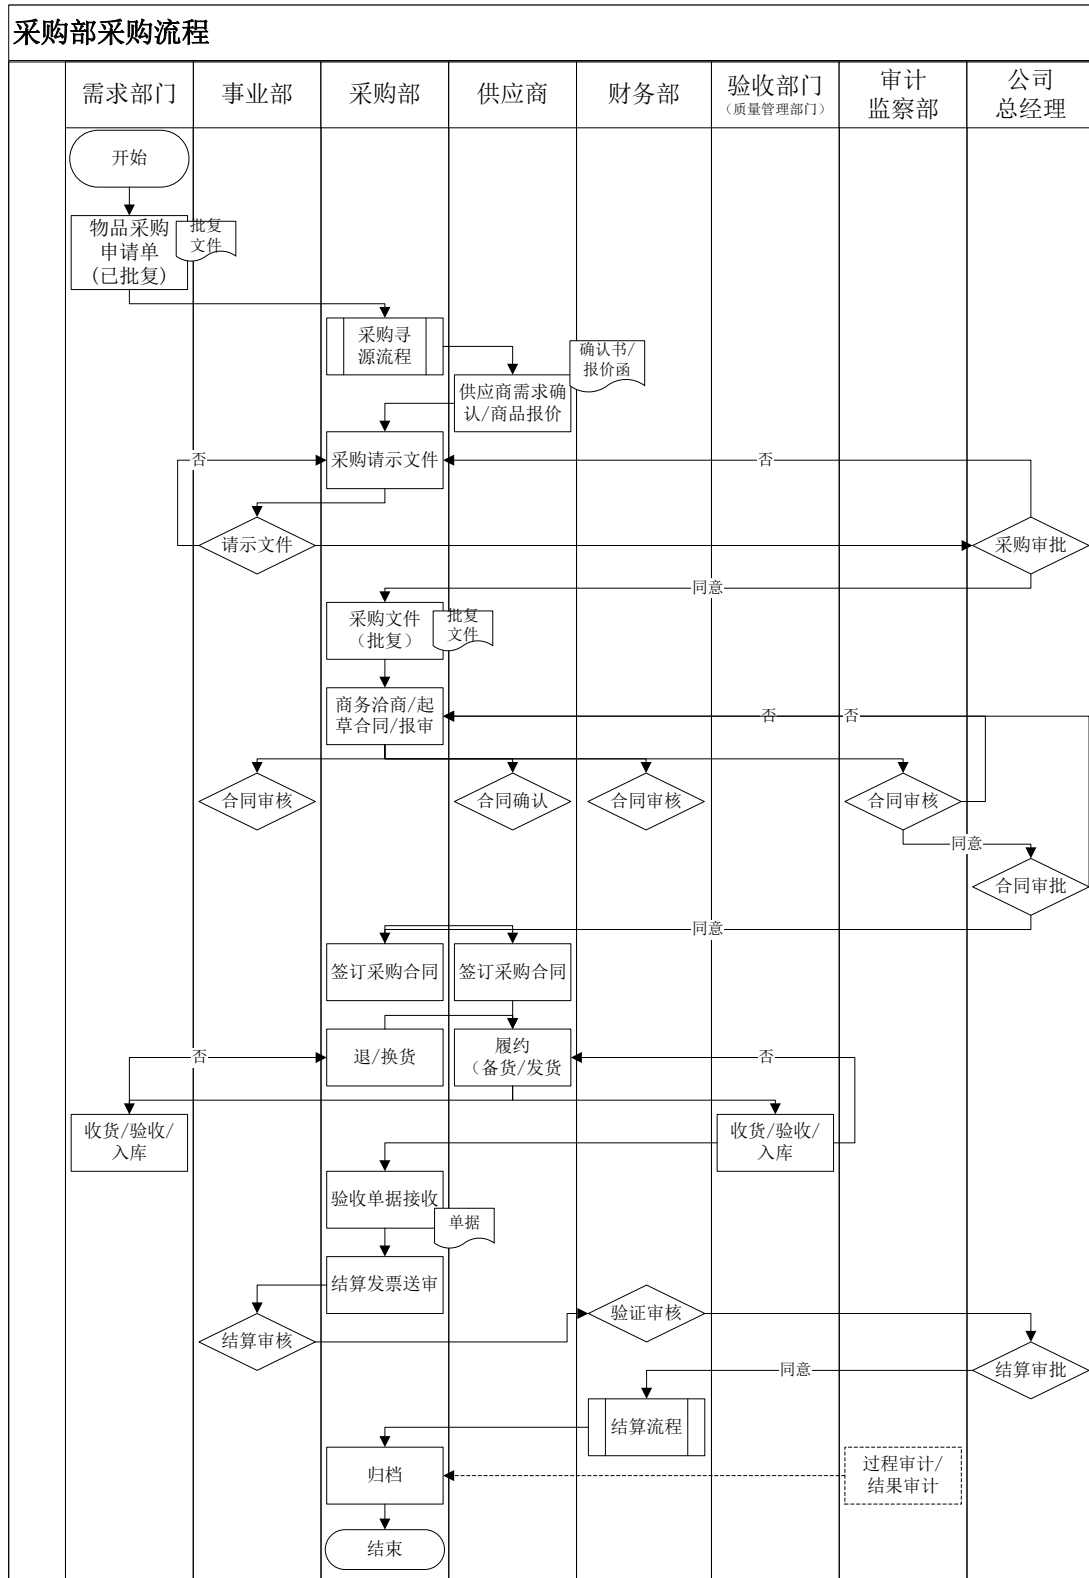 采购部采购流程
需求部门
事业部
采购部
供应商
财务部
验收部门
（质量管理部门）
审计
监察部
公司
总经理
开始
物品采购
申请单
(已批复)
批复
文件
采购寻
源流程
确认书/
报价函
供应商需求确
认/商品报价
否
采购请示文件
否
请示文件
采购审批
同意
采购文件
（批复）
批复
文件
商务洽商/起
草合同/报审
否
否
合同审核
合同确认
合同审核
合同审核
同意
合同审批
同意
签订采购合同
签订采购合同
否
退/换货
履约
（备货/发货
否
收货/验收/
入库
收货/验收/
入库
验收单据接收
单据
结算发票送审
验证审核
结算审核
结算审批
同意
结算流程
归档
过程审计/
结果审计
结束